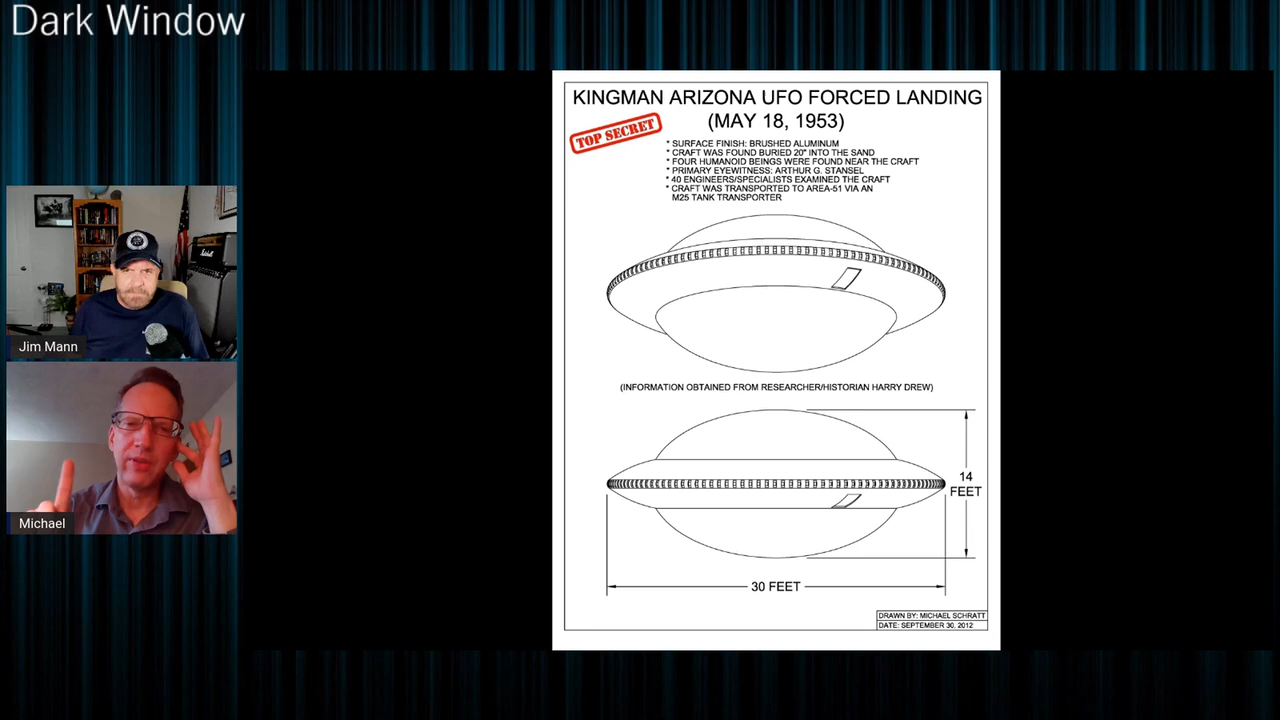 Dark Window
KINGMAN ARIZONA UFO FORCED LANDING
(MAY 18, 1953)
TOP SECRET
* SURFACE FINISH: BRUSHED ALUMINUM
* CRAFT WAS FOUND BURIED 20" INTO THE SAND
* FOUR HUMANOID BEINGS WERE FOUND NEAR THE CRAFT
* PRIMARY EYEWITNESS: ARTHUR G. STANSEL
* 40 ENGINEERS/SPECIALISTS EXAMINED THE CRAFT
* CRAFT WAS TRANSPORTED TO AREA-51 VIA AN
M25 TANK TRANSPORTER
(INFORMATION OBTAINED FROM RESEARCHER/HISTORIAN HARRY DREW)
14
FEET
30 FEET
DRAWN BY: MICHAEL SCHRATT
DATE: SEPTEMBER 30, 2012
Marshall
Jim Mann
Michael